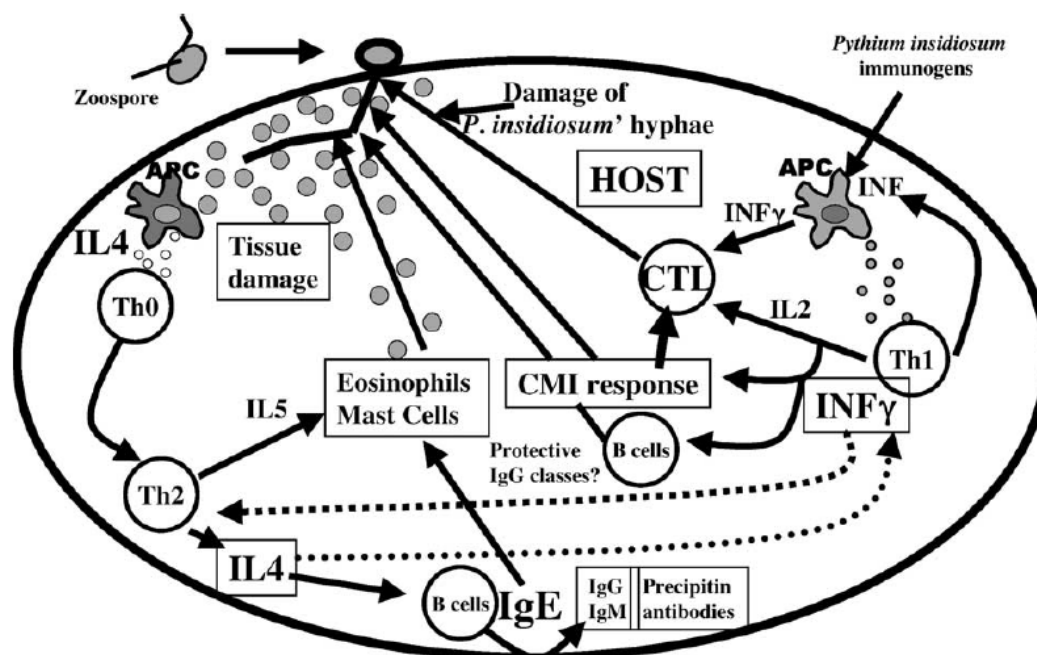 Zoospore
Pythium insidiosum
immunogens
Damage of
P. insidiosum’ hyphae
APC
HOST
APC
INF
INFγ
IL4
Tissue
damage
CTL
Th0
IL2
Th1
Eosinophils
Mast Cells
CMI response
INFγ
IL5
Protective
IgG classes?
B cells
Th2
IL4
B cells
IgE
IgG
IgM
Precipitin
antibodies